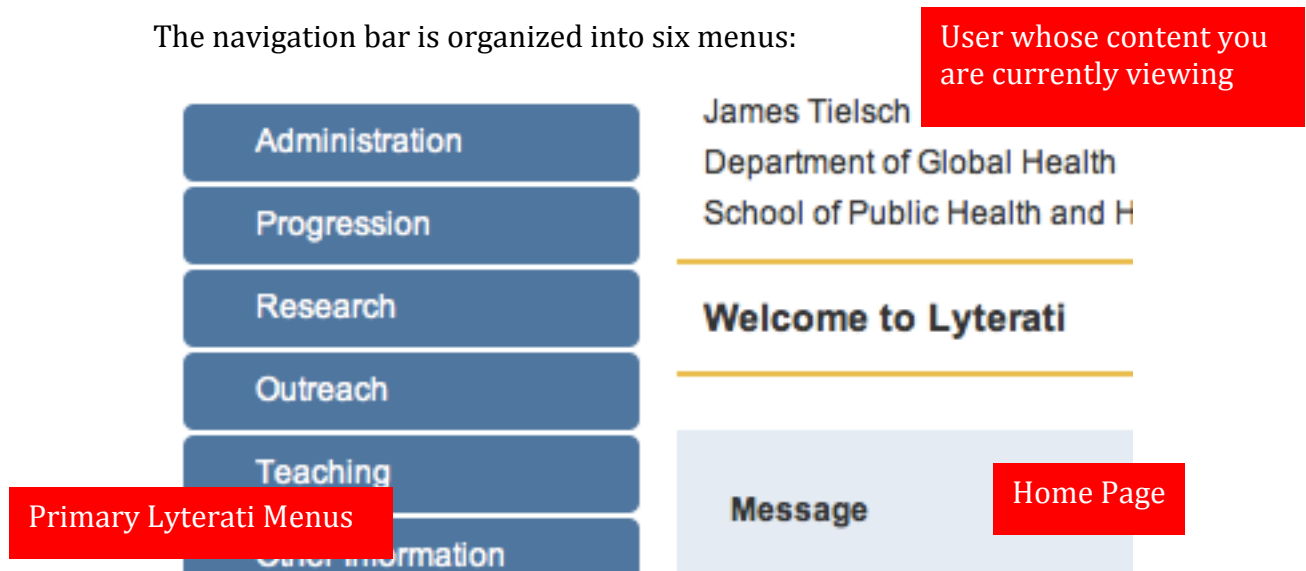 The navigation bar is organized into six menus:
User whose content you
are currently viewing
Administration
Progression
Research
Outreach
Teaching
Other Information
Primary Lyterati Menus
James Tielsch
Department of Global Health
School of Public Health and H
Welcome to Lyterati
Message
Home Page